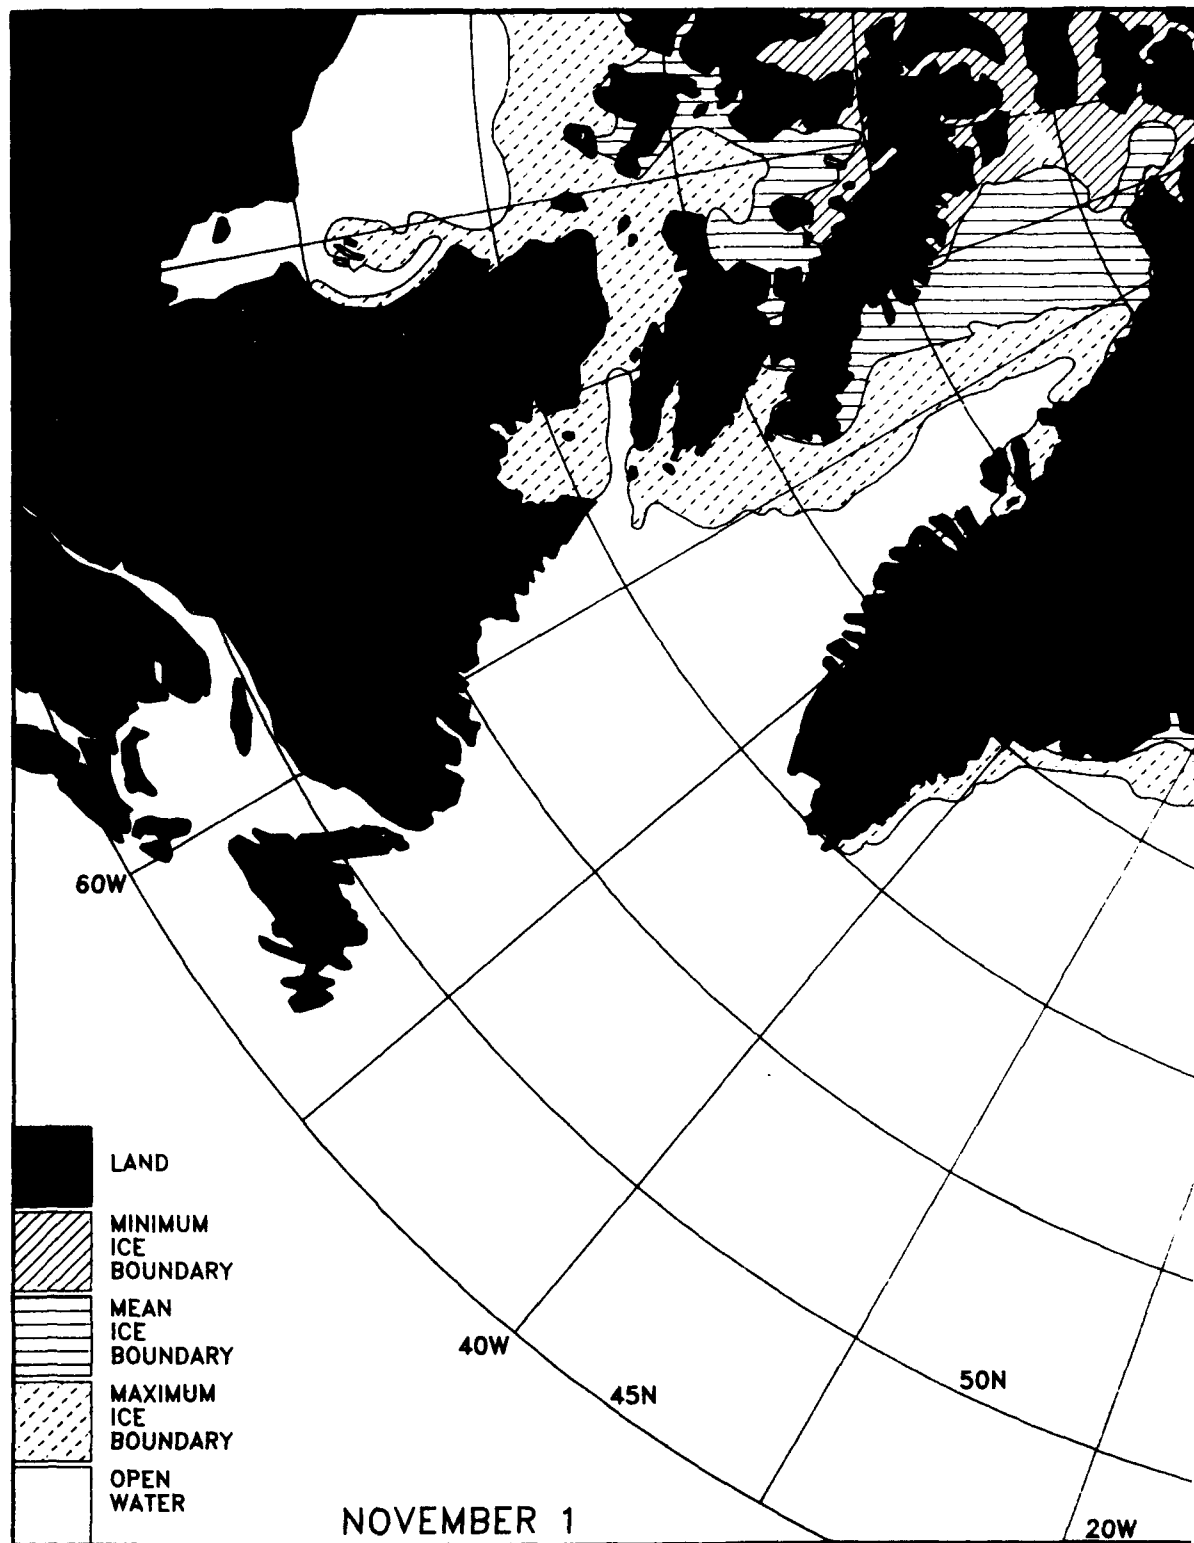 60W
LAND
MINIMUM
ICE
BOUNDARY
MEAN
ICE
BOUNDARY
MAXIMUM
ICE
BOUNDARY
OPEN
WATER
40W
45N
50N
20W
NOVEMBER 1